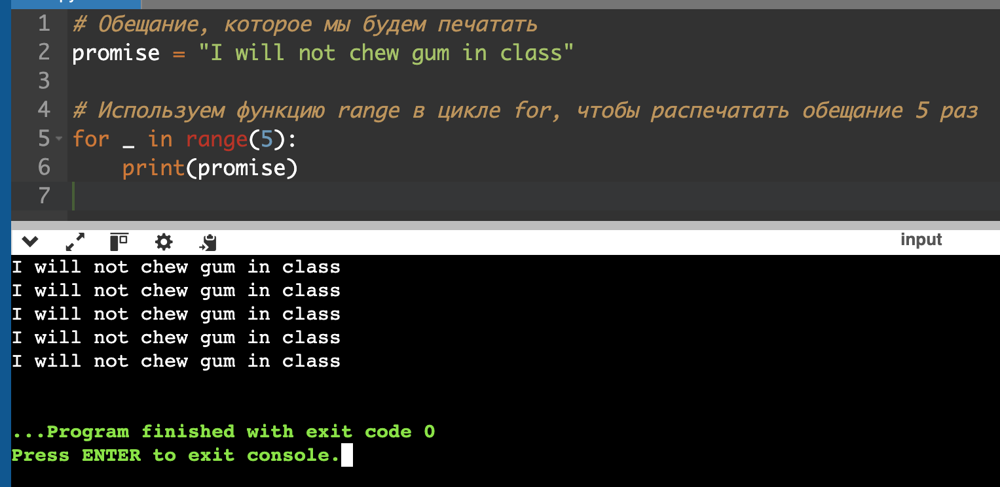 1 # Обещание, которое мы будем печатать
2 promise = "I will not chew gum in class"
3
4 # Используем функцию range в цикле for, чтобы распечатать обещание 5 раз
5 for _ in range(5):
6     print(promise)
7
input
I will not chew gum in class
I will not chew gum in class
I will not chew gum in class
I will not chew gum in class
I will not chew gum in class
...Program finished with exit code 0
Press ENTER to exit console.